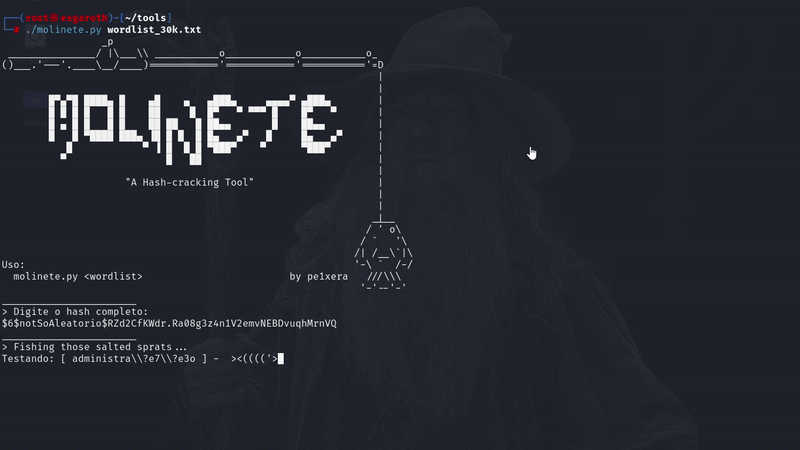 ┌──(root㉿esgaroth)-[~/tools]
└─# ./molinete.py wordlist_30k.txt
MOLINETE
"A Hash-cracking Tool"
Uso:
molinete.py <wordlist> by pe1xera
> Digite o hash completo:
$6$notSoAleatorio$RZd2CfKWdr.Ra08g3z4n1V2emvNEBDvuqhMrnVQ
> Fishing those salted sprats...
Testando: [ administra\\?e7\\?e3o ] - ><(((('>